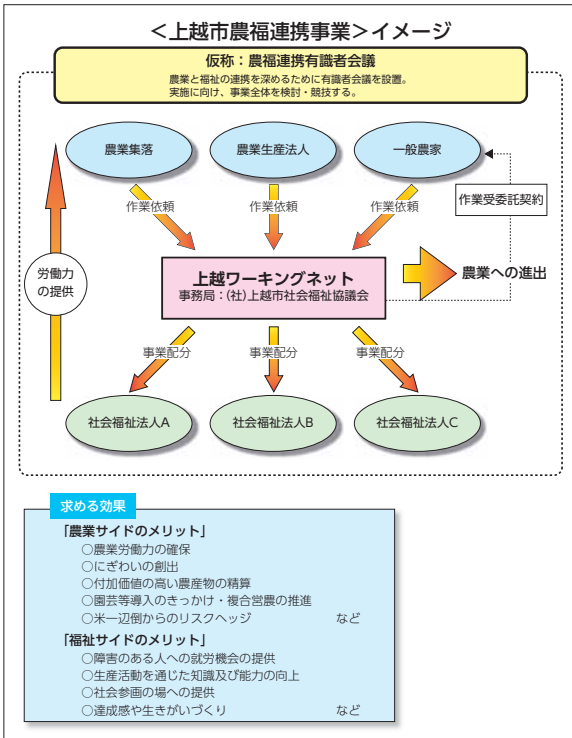 ＜上越市農福連携事業＞イメージ
仮称：農福連携有識者会議
農業と福祉の連携を深めるために有識者会議を設置。
実施に向け、事業全体を検討・競技する。
農業集落
農業生産法人
一般農家
作業依頼
作業依頼
作業依頼
作業受委託契約
労働力
の提供
上越ワーキングネット
事務局：(社)上越市社会福祉協議会
農業への進出
事業配分
事業配分
事業配分
社会福祉法人A
社会福祉法人B
社会福祉法人C
求める効果
「農業サイドのメリット」
○農業労働力の確保
○にぎわいの創出
○付加価値の高い農産物の精算
○園芸等導入のきっかけ・複合営農の推進
○米一辺倒からのリスクヘッジ　など
「福祉サイドのメリット」
○障害のある人への就労機会の提供
○生産活動を通じた知識及び能力の向上
○社会参画の場への提供
○達成感や生きがいづくり　など